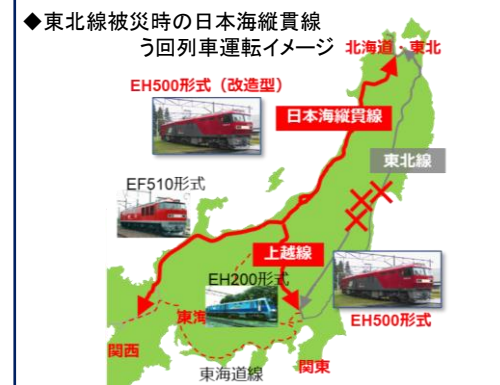 ◆東北線被災時の日本海縦貫線
う回列車運転イメージ
北海道・東北
EH500形式（改造型）
日本海縦貫線
東北線
EF510形式
上越線
EH200形式
EH500形式
東海
関西
関東
東海道線